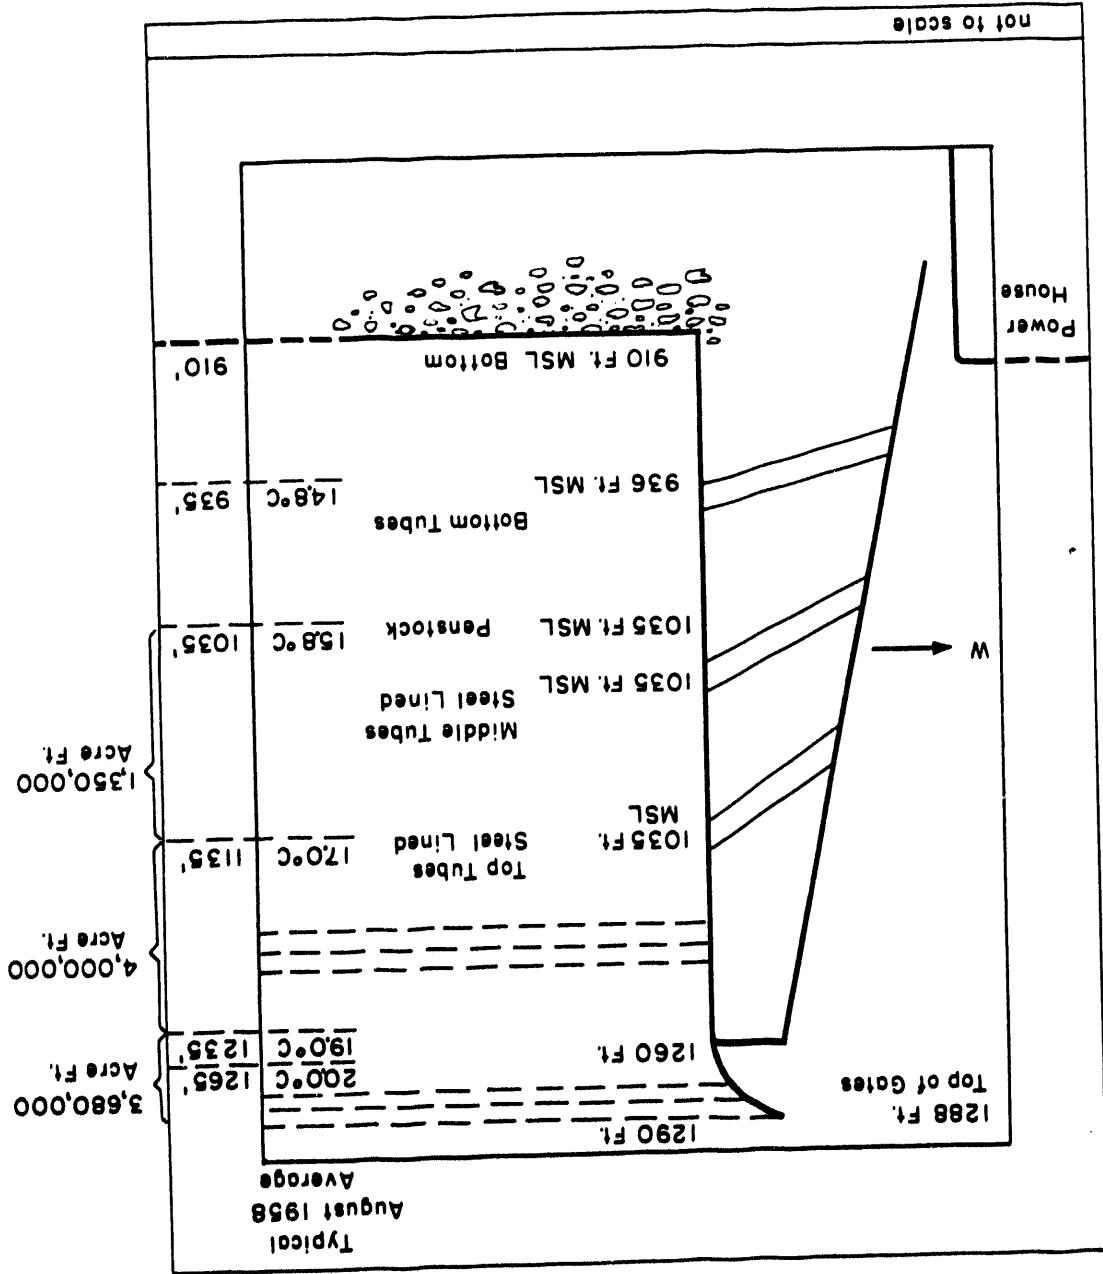 Typical
August 1958
Average
1288 Ft.
Top of Gates
1290 Ft.
1260 Ft.
20.0°C
1265'
19.0°C
1235'
3,680,000
Acre Ft.
4,000,000
Acre Ft.
1035 Ft.
MSL
Top Tubes
Steel Lined
17.0°C
1135'
1,350,000
Acre Ft.
W
1035 Ft. MSL
Middle Tubes
Steel Lined
1035 Ft. MSL
Penstock
15.8°C
1035'
936 Ft. MSL
Bottom Tubes
14.8°C
935'
Power
House
910 Ft. MSL Bottom
910'
not to scale